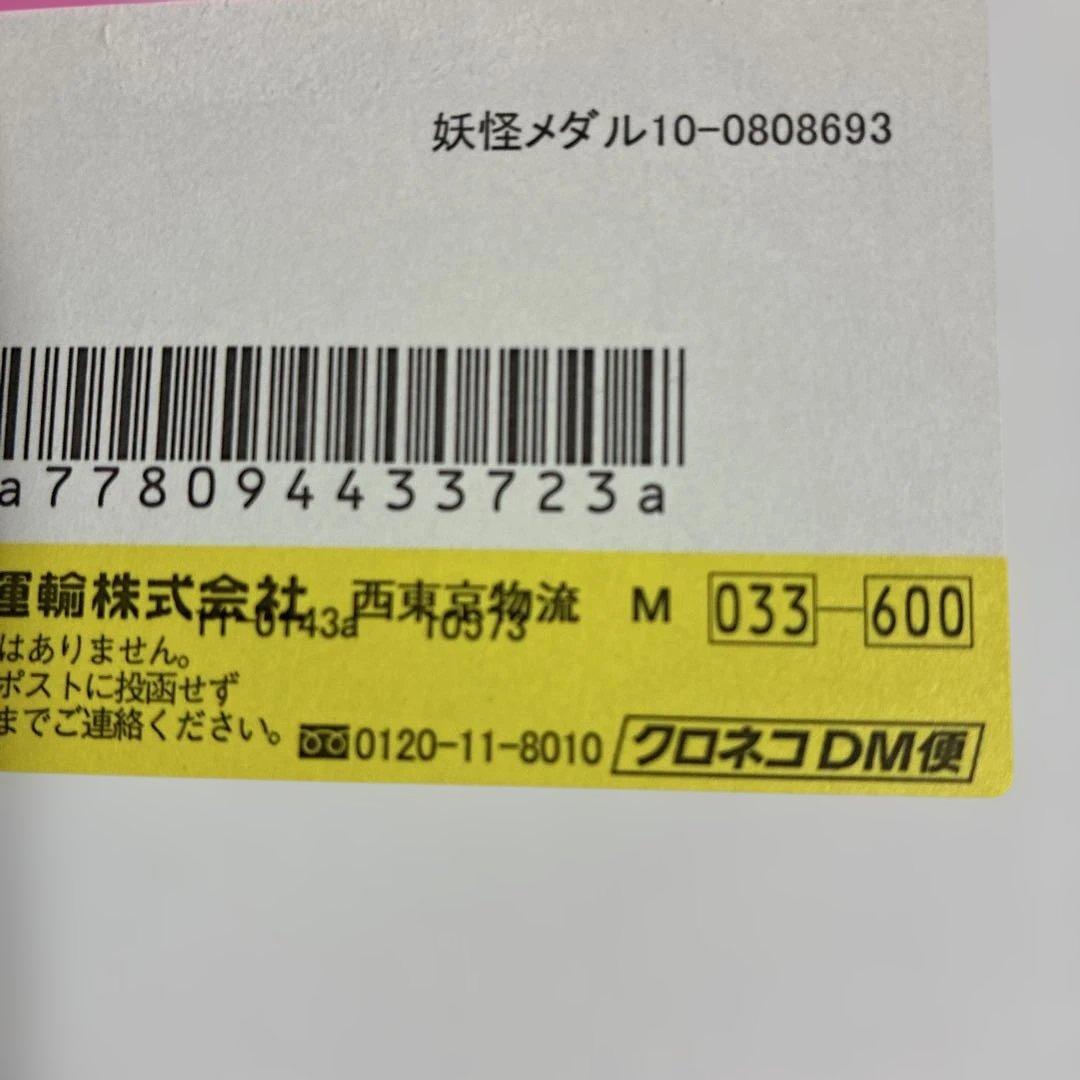 妖怪メダル10-0808693
a778094433723a
運輸株式会社 西東京物流 M 033-600
10573
はありません。
ポストに投函せず
までご連絡ください。 0120-11-8010 クロネコDM便